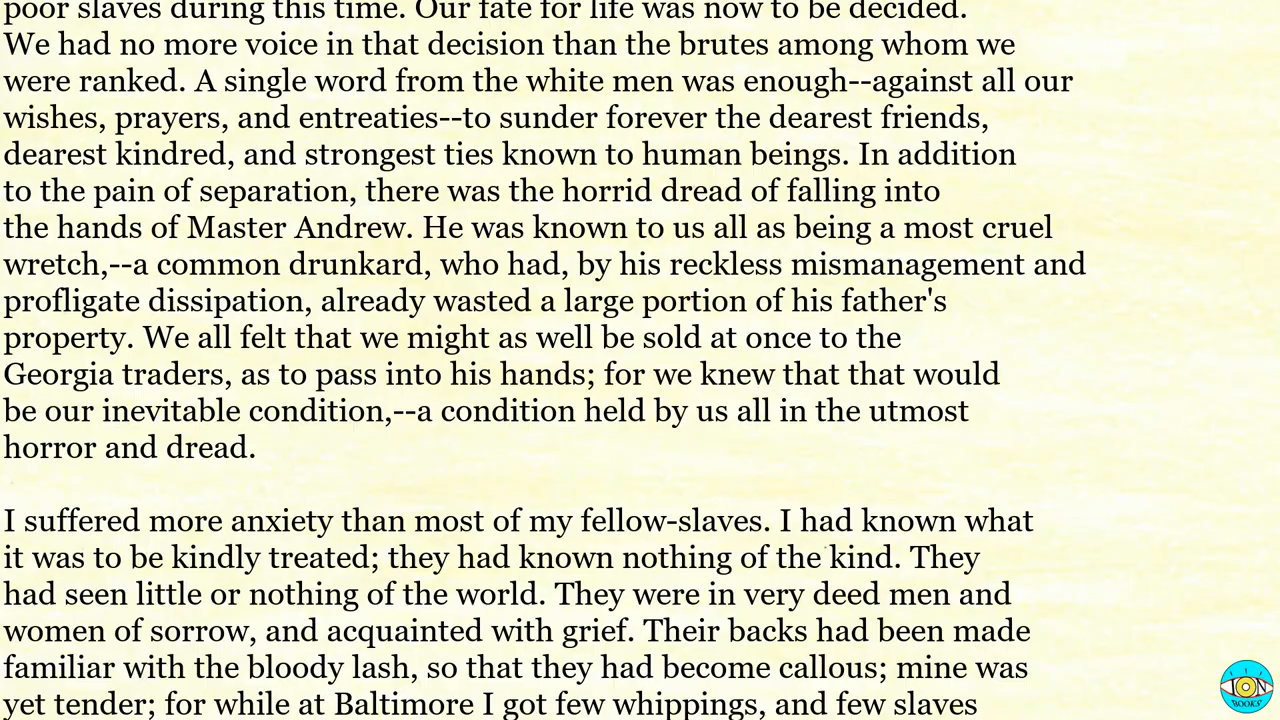 poor slaves during this time. Our fate for life was now to be decided.
We had no more voice in that decision than the brutes among whom we
were ranked. A single word from the white men was enough--against all our
wishes, prayers, and entreaties--to sunder forever the dearest friends,
dearest kindred, and strongest ties known to human beings. In addition
to the pain of separation, there was the horrid dread of falling into
the hands of Master Andrew. He was known to us all as being a most cruel
wretch,--a common drunkard, who had, by his reckless mismanagement and
profligate dissipation, already wasted a large portion of his father's
property. We all felt that we might as well be sold at once to the
Georgia traders, as to pass into his hands; for we knew that that would
be our inevitable condition,--a condition held by us all in the utmost
horror and dread.
I suffered more anxiety than most of my fellow-slaves. I had known what
it was to be kindly treated; they had known nothing of the kind. They
had seen little or nothing of the world. They were in very deed men and
women of sorrow, and acquainted with grief. Their backs had been made
familiar with the bloody lash, so that they had become callous; mine was
yet tender; for while at Baltimore I got few whippings, and few slaves
ION
BOOKS